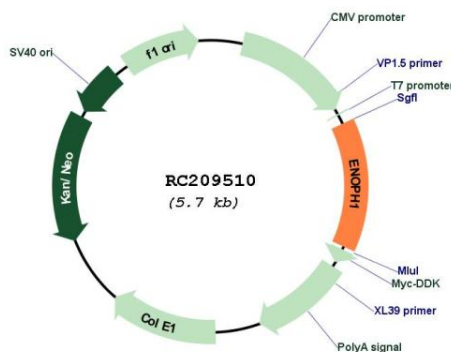 CMV promoter
VP1.5 primer
T7 promoter
SgfI
ENOPH1
MluI
Myc-DDK
XL39 primer
PolyA signal
Col E1
Kan/ Neo
SV40 ori
f1 ori
RC209510
(5.7 kb)